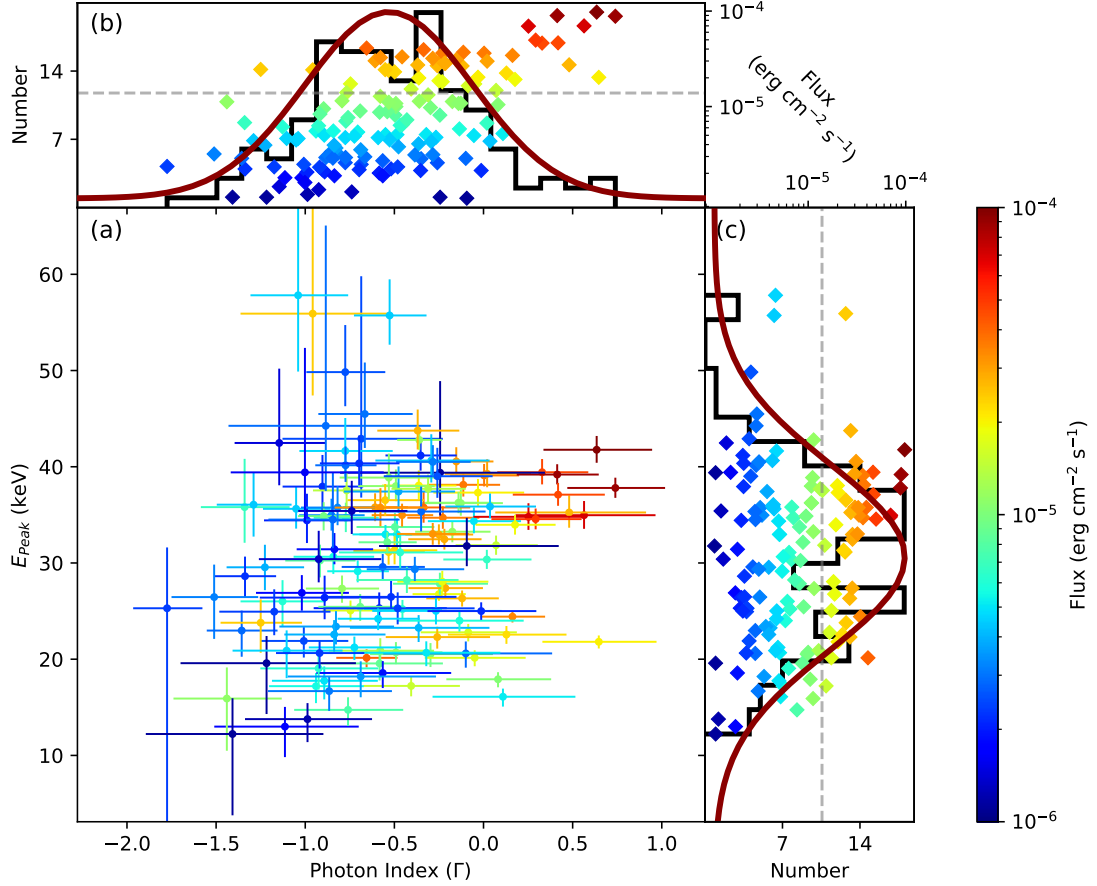 (b)
Number
14
7
10⁻⁴
10⁻⁵
Flux
(erg cm⁻² s⁻¹)
10⁻⁵
10⁻⁴
(a)
(c)
E_Peak (keV)
60
50
40
30
20
10
−2.0
−1.5
−1.0
−0.5
0.0
0.5
1.0
Photon Index (Γ)
7
14
Number
10⁻⁴
10⁻⁵
10⁻⁶
Flux (erg cm⁻² s⁻¹)